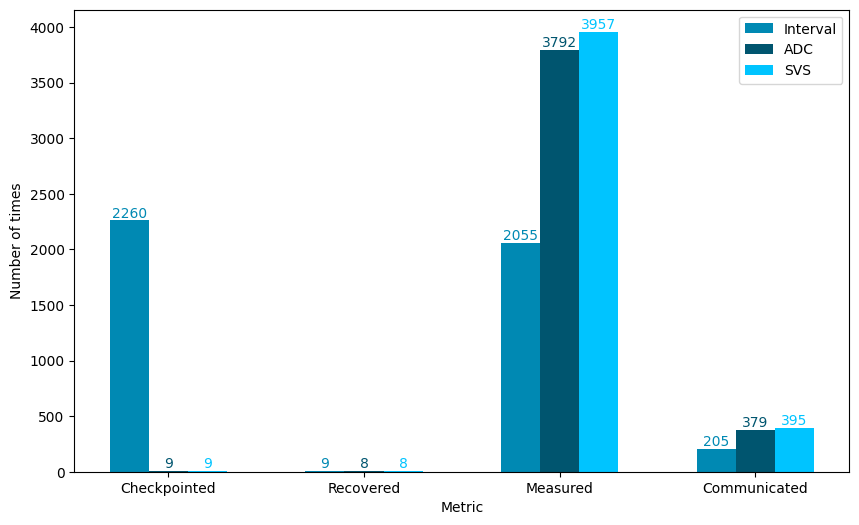 4000
3500
3000
2500
2000
1500
1000
500
0
Number of times
2260
9
9
9
8
8
2055
3792
3957
205
379
395
Checkpointed
Recovered
Measured
Communicated
Metric
Interval
ADC
SVS